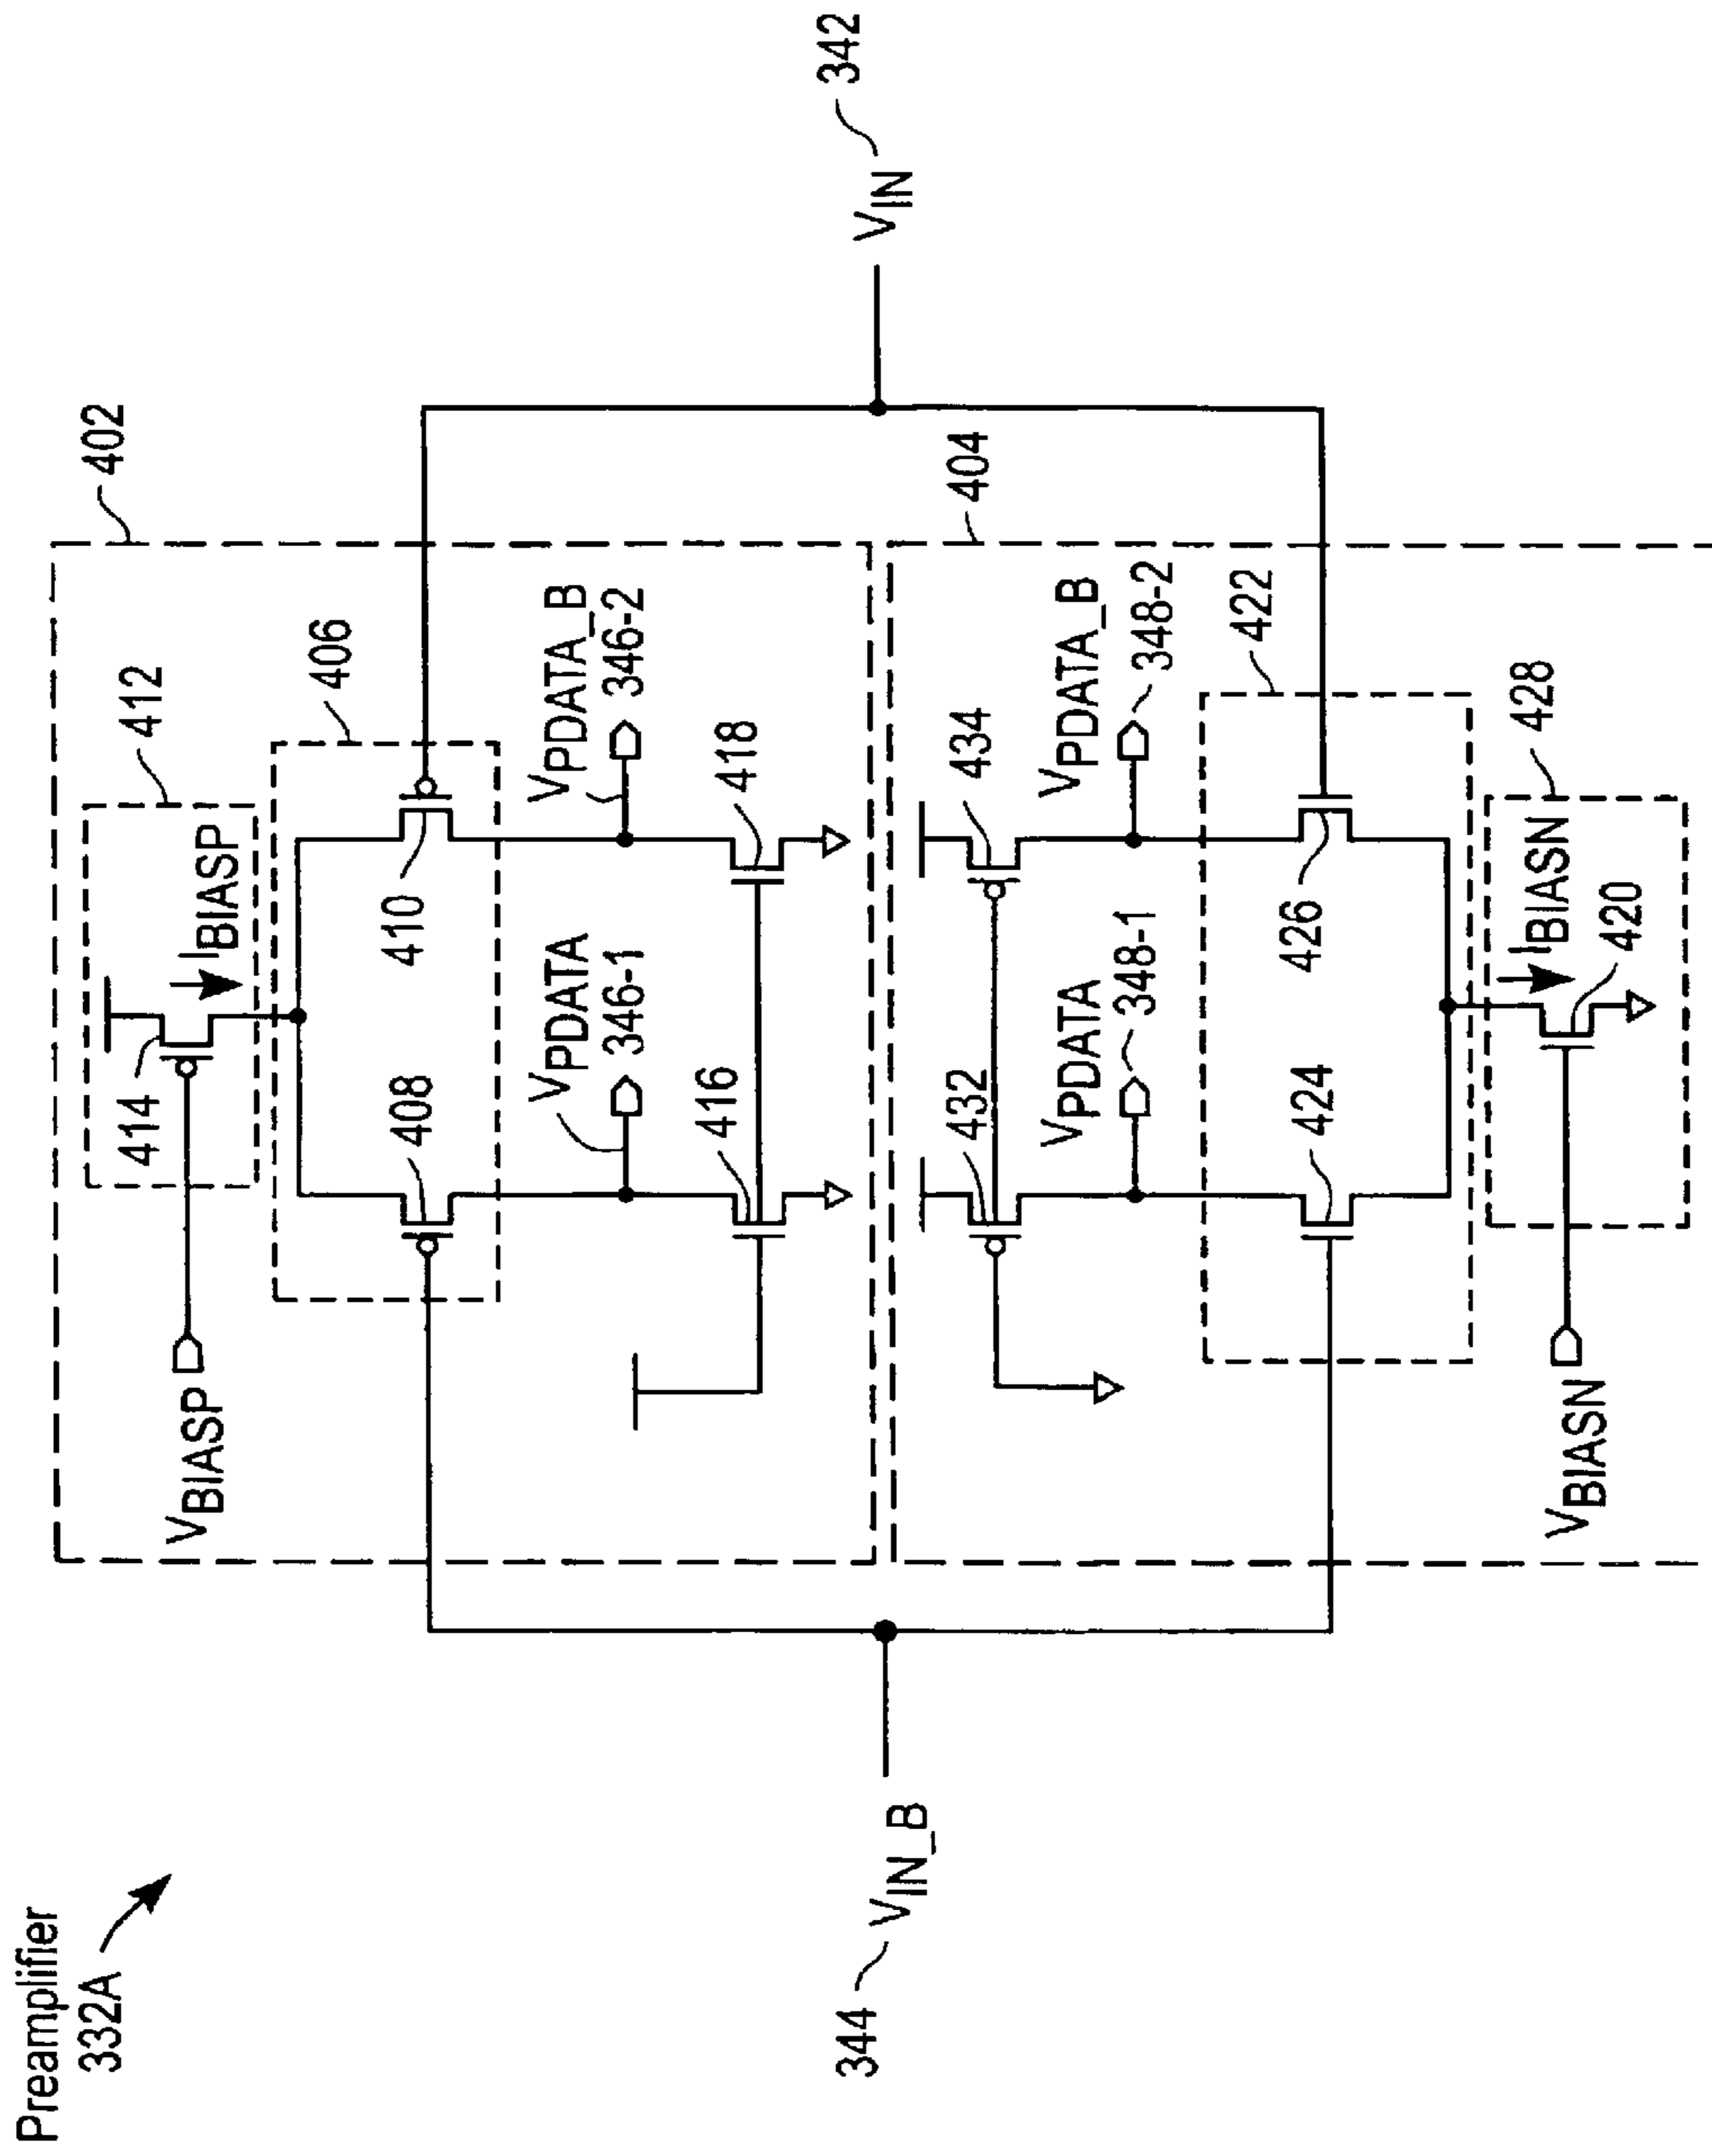 Preamplifier
332A
402
412
VBIASP
414
IBIASP
406
408
410
VPDATA
346-1
VPDATA_B
346-2
416
418
344
VIN_B
VIN
342
404
432
434
VPDATA
348-1
VPDATA_B
348-2
422
424
426
428
VBIASN
IBIASN
420